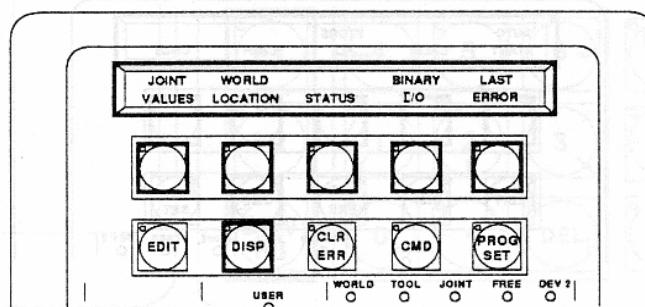 JOINT WORLD BINARY LAST
VALUES LOCATION STATUS I/O ERROR
EDIT DISP CLR ERR CMD PROG SET
USER WORLD TOOL JOINT FREE DEV 2